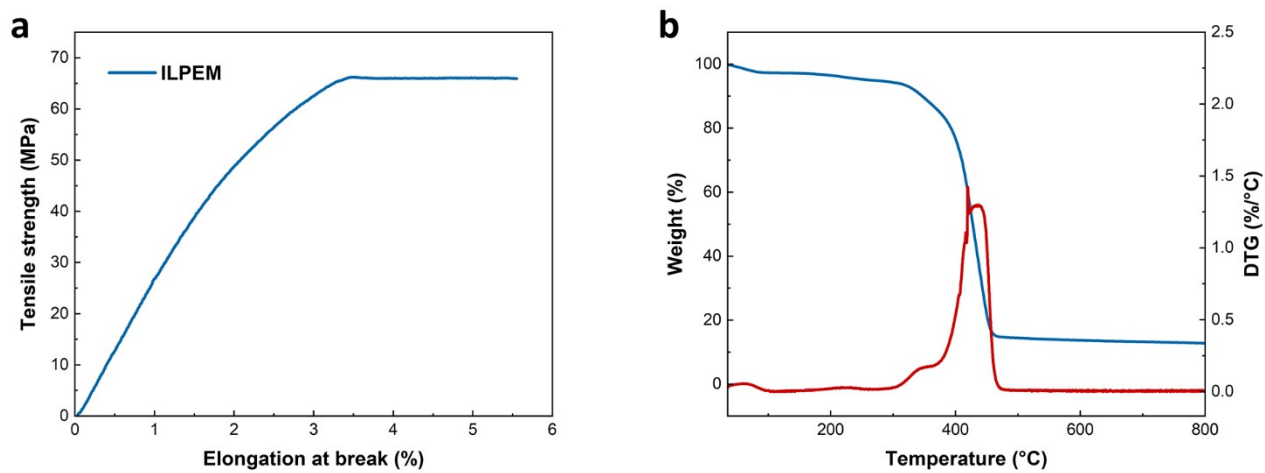 a
70
60
50
40
30
20
10
0
0 1 2 3 4 5 6
Tensile strength (MPa)
Elongation at break (%)
ILPEM
b
100
80
60
40
20
0
200 400 600 800
Weight (%)
Temperature (°C)
2.5
2.0
1.5
1.0
0.5
0.0
DTG (%/°C)